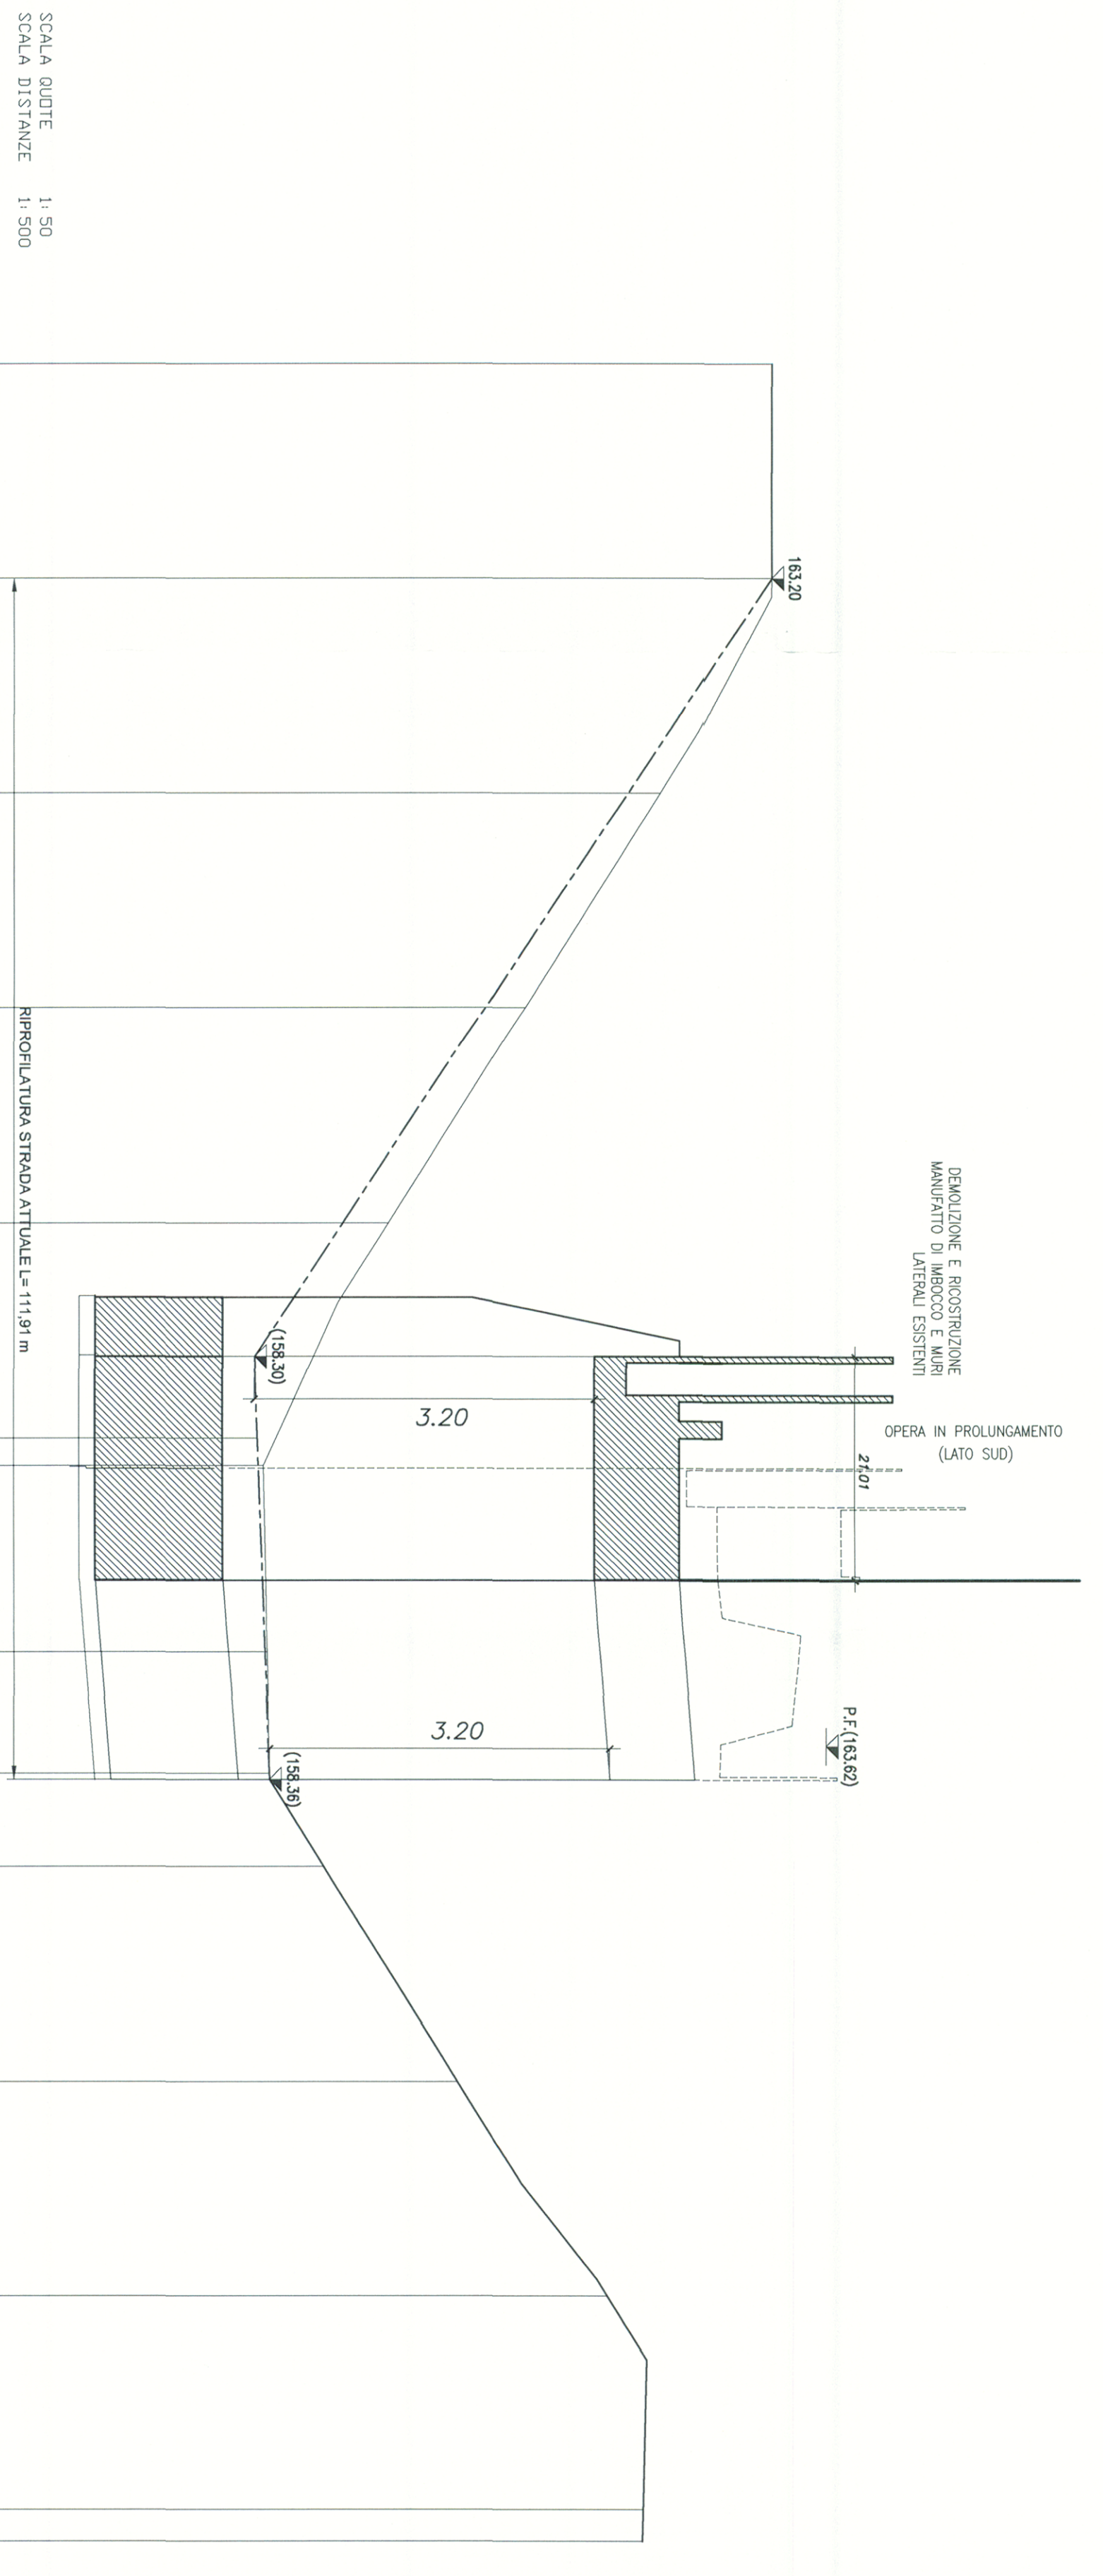 SCALA QUOTE 1: 50
SCALA DISTANZE 1: 500
163.20
DEMOLIZIONE E RICOSTRUZIONE
MANUFATTO DI IMBOCCO E MURI
LATERALI ESISTENTI
OPERA IN PROLUNGAMENTO
(LATO SUD)
21,01
(158.30)
3.20
3.20
P.F.(163.62)
(158.36)
RIPROFILATURA STRADA ATTUALE L= 111,91 m